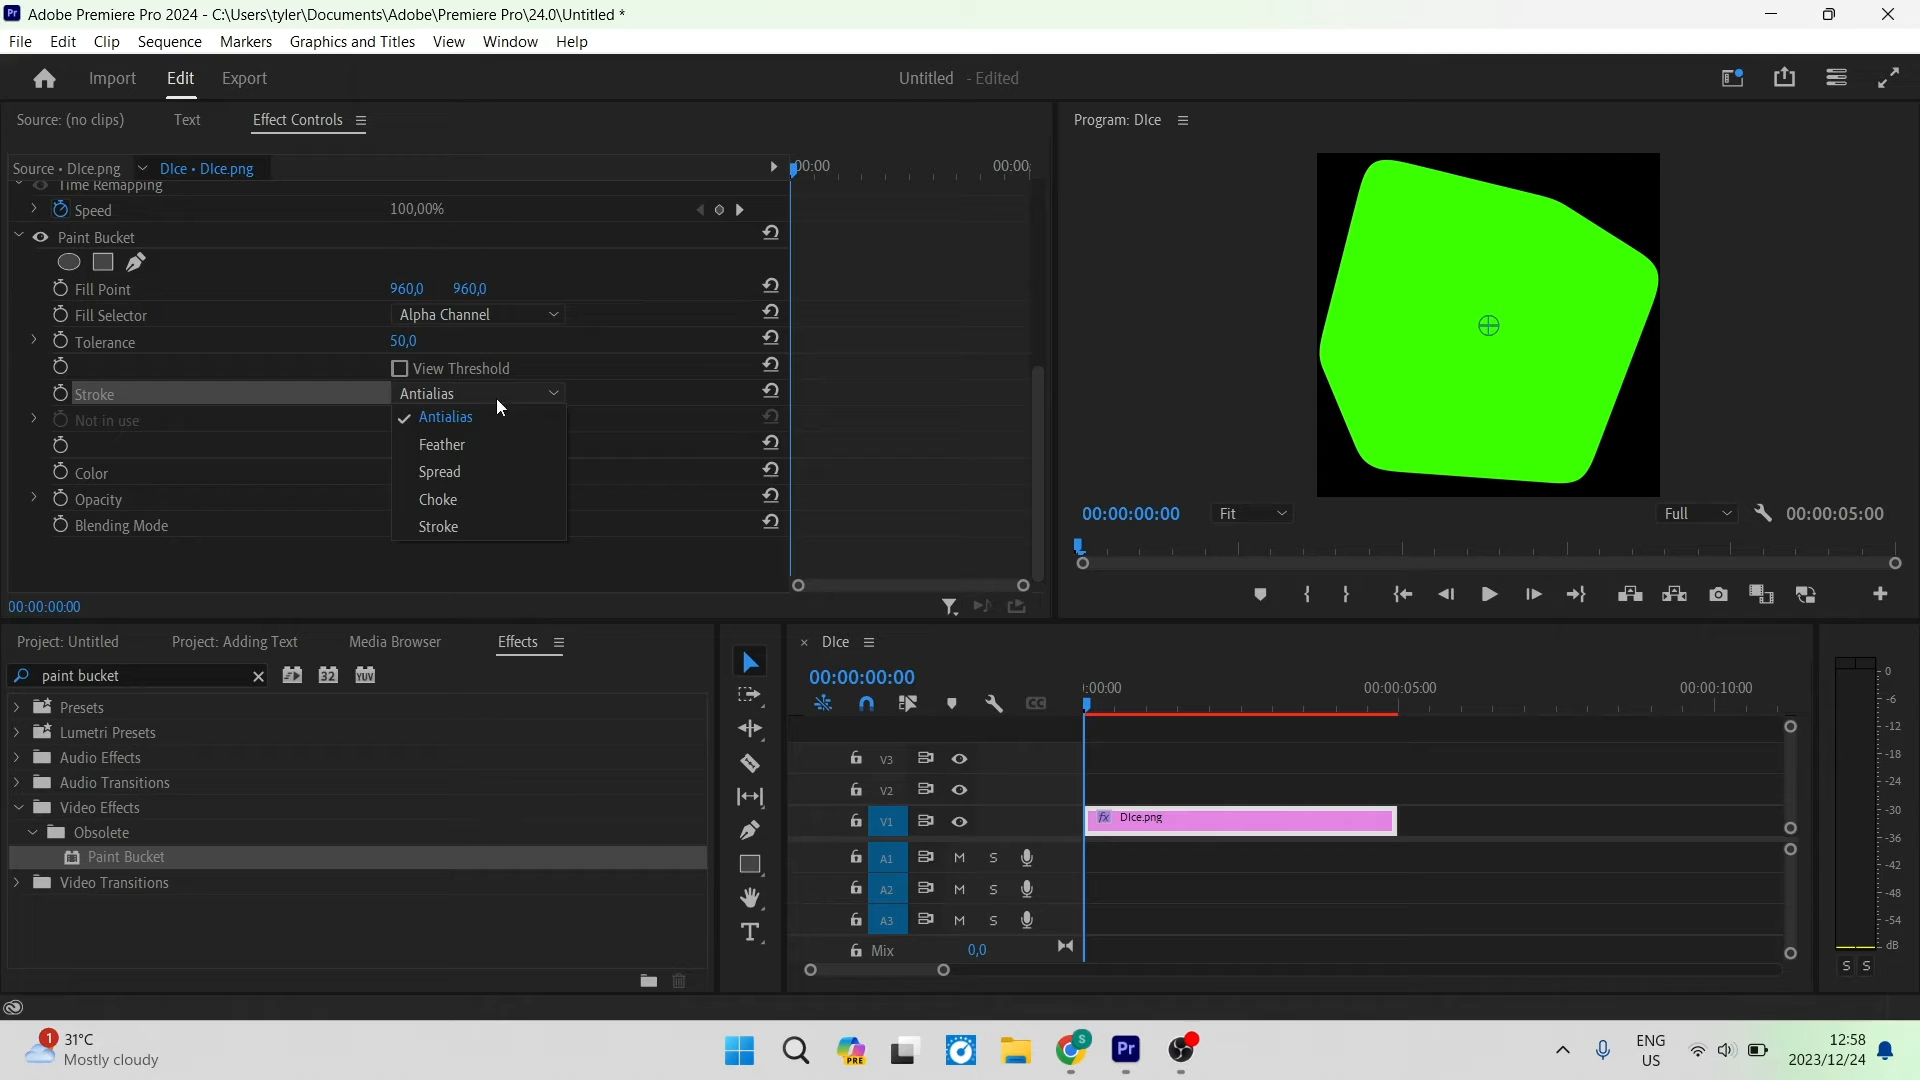 Adobe Premiere Pro 2024 - C:\Users\tyler\Documents\Adobe\Premiere Pro\24.0\Untitled *
File Edit Clip Sequence Markers Graphics and Titles View Window Help
Import Edit Export
Untitled - Edited
Source: (no clips) Text Effect Controls
Program: DIce
Source • DIce.png DIce • DIce.png
00:00 00:00
Time Remapping
Speed 100,00%
Paint Bucket
Fill Point 960,0 960,0
Fill Selector Alpha Channel
Tolerance 50,0
View Threshold
Stroke Antialias
Antialias
Not in use
Feather
Color
Spread
Opacity
Choke
Blending Mode
Stroke
00:00:00:00
00:00:00:00 Fit Full 00:00:05:00
Project: Untitled Project: Adding Text Media Browser Effects
paint bucket
32 YUV
Presets
Lumetri Presets
Audio Effects
Audio Transitions
Video Effects
Obsolete
Paint Bucket
Video Transitions
DIce
00:00:00:00
CC
:00:00 00:00:05:00 00:00:10:00
V3
V2
V1 fx DIce.png
A1 M S
A2 M S
A3 M S
Mix 0,0
0
-6
-12
-18
-24
-30
-36
-42
-48
-54
dB
S S
1
31°C
Mostly cloudy
PRE
S
Pr
ENG
US
12:58
2023/12/24